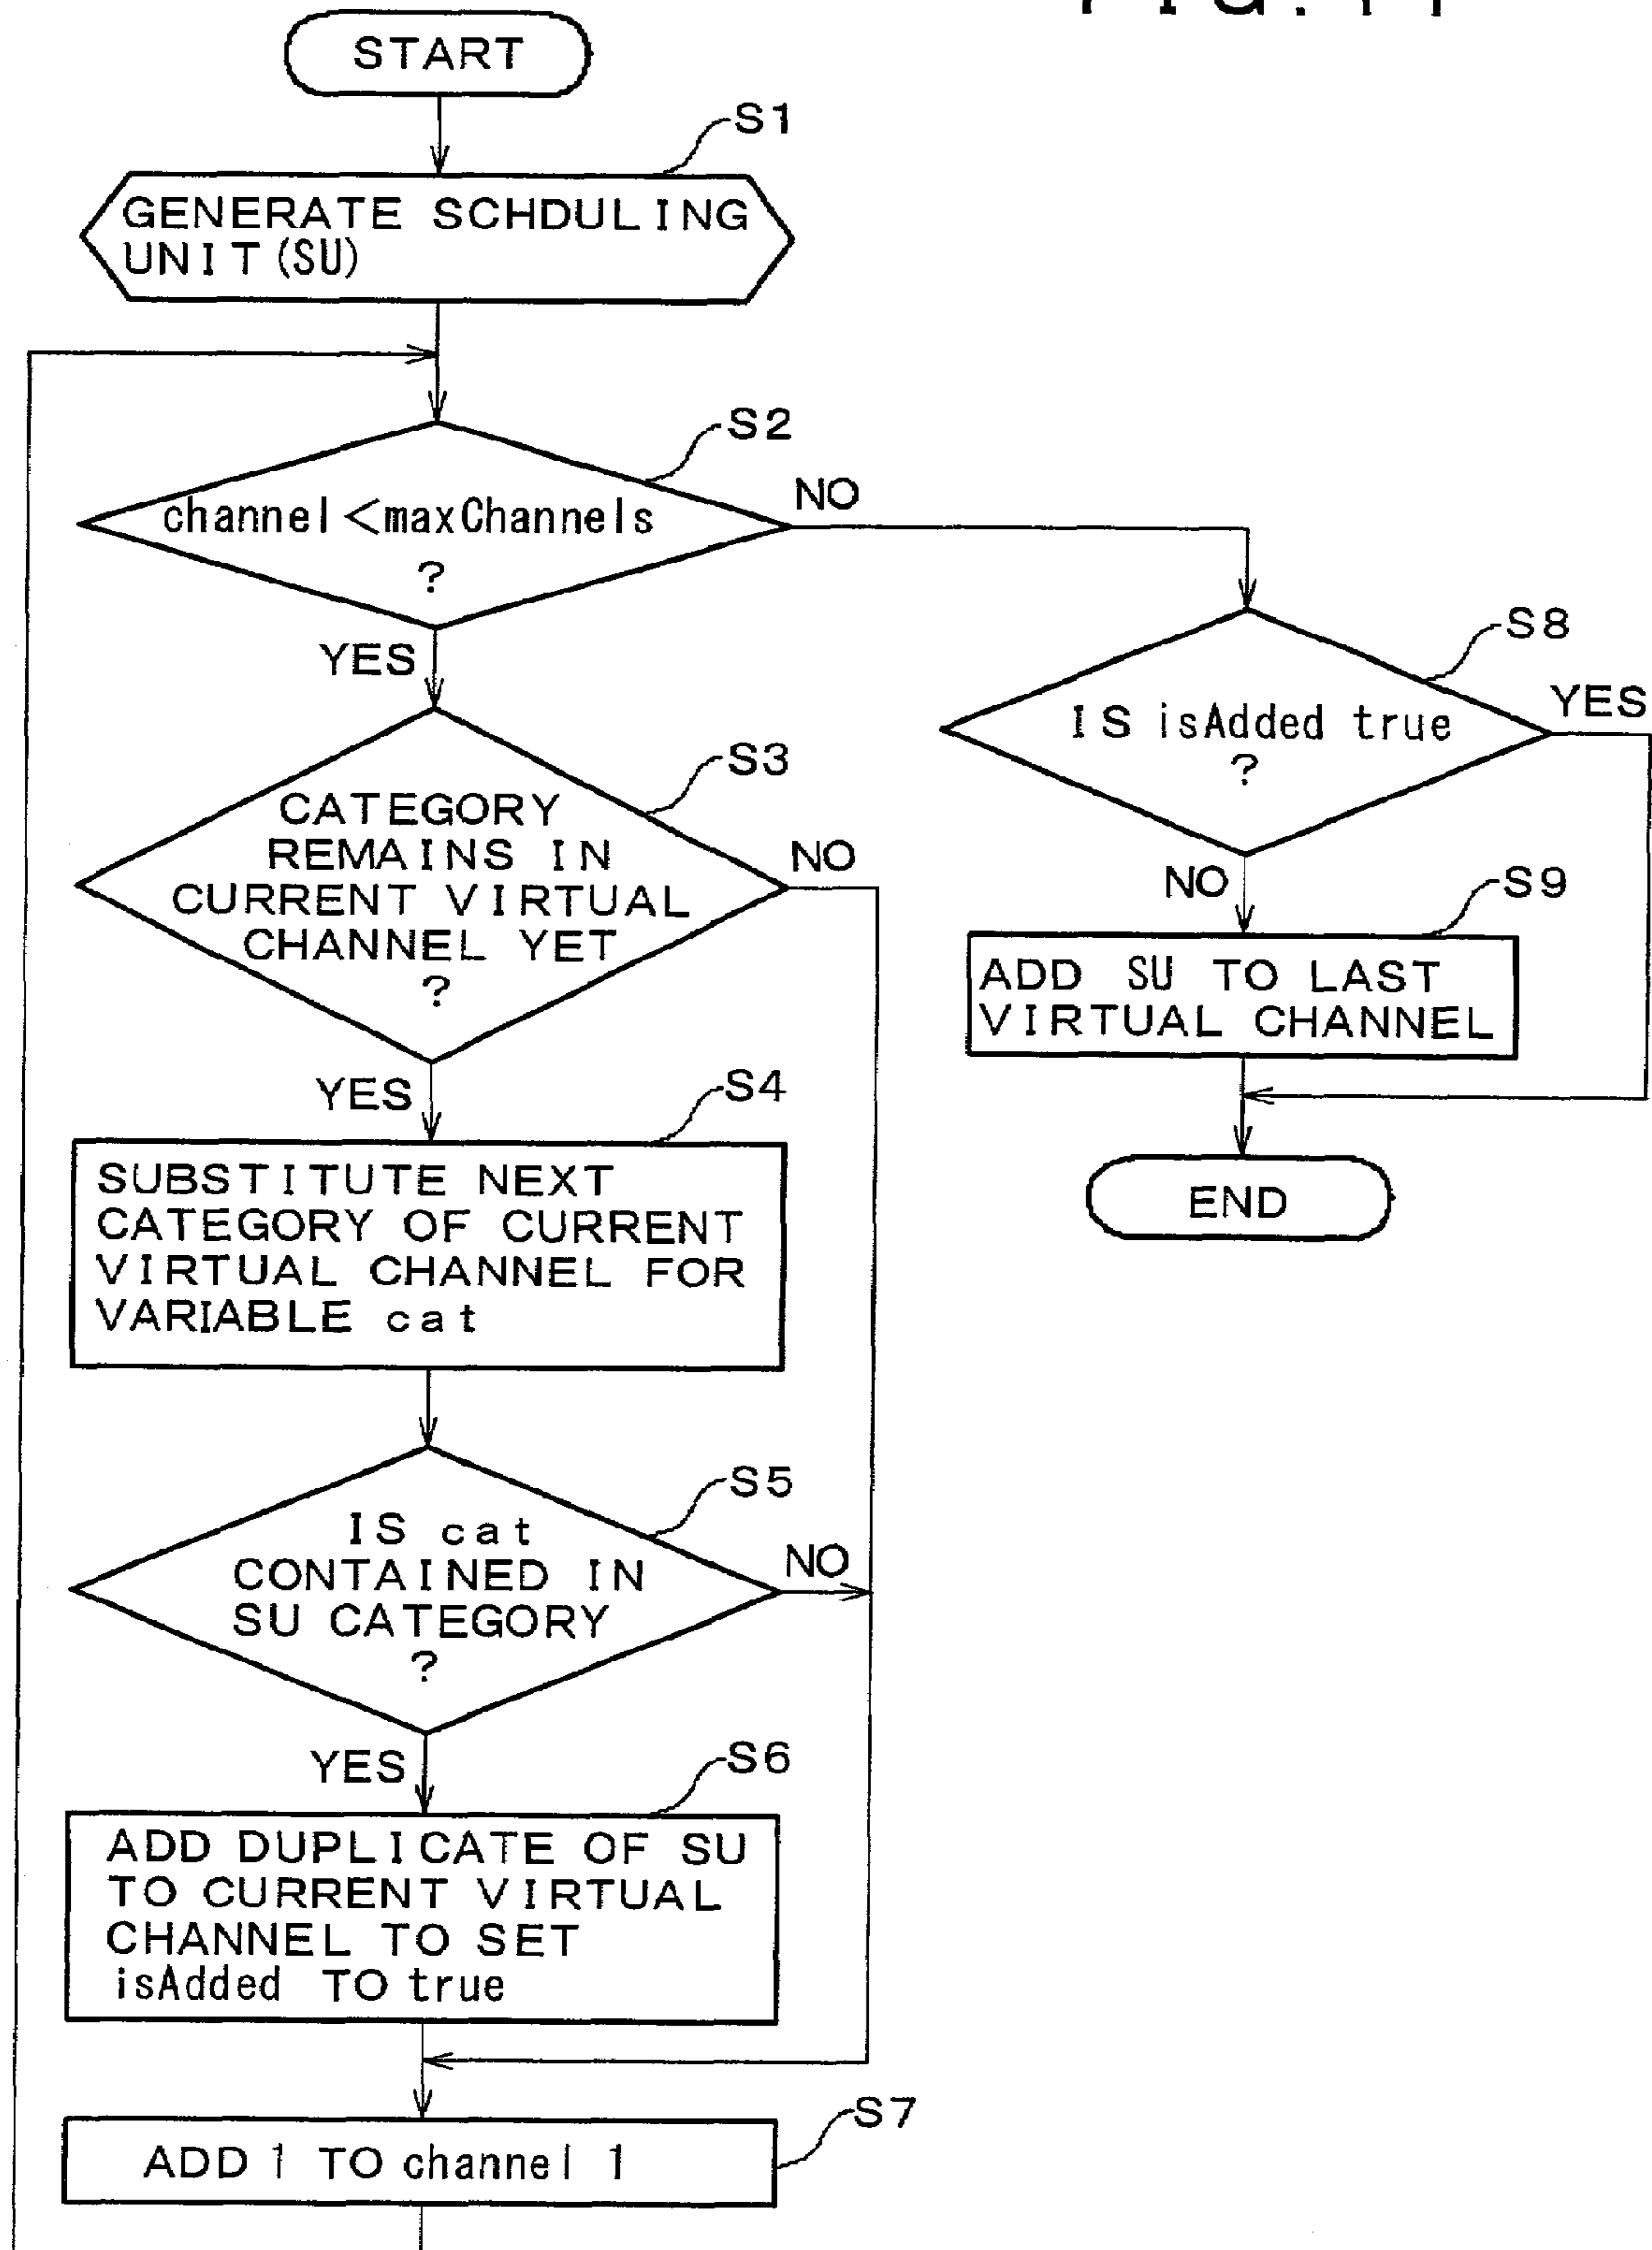 START
S1
GENERATE SCHDULING
UNIT (SU)
S2
channel <maxChannels
?
NO
YES
S3
CATEGORY
REMAINS IN
CURRENT VIRTUAL
CHANNEL YET
?
NO
YES
S4
SUBSTITUTE NEXT
CATEGORY OF CURRENT
VIRTUAL CHANNEL FOR
VARIABLE cat
S5
IS cat
CONTAINED IN
SU CATEGORY
?
NO
YES
S6
ADD DUPLICATE OF SU
TO CURRENT VIRTUAL
CHANNEL TO SET
isAdded TO true
S7
ADD 1 TO channel 1
S8
IS isAdded true
?
YES
NO
S9
ADD SU TO LAST
VIRTUAL CHANNEL
END